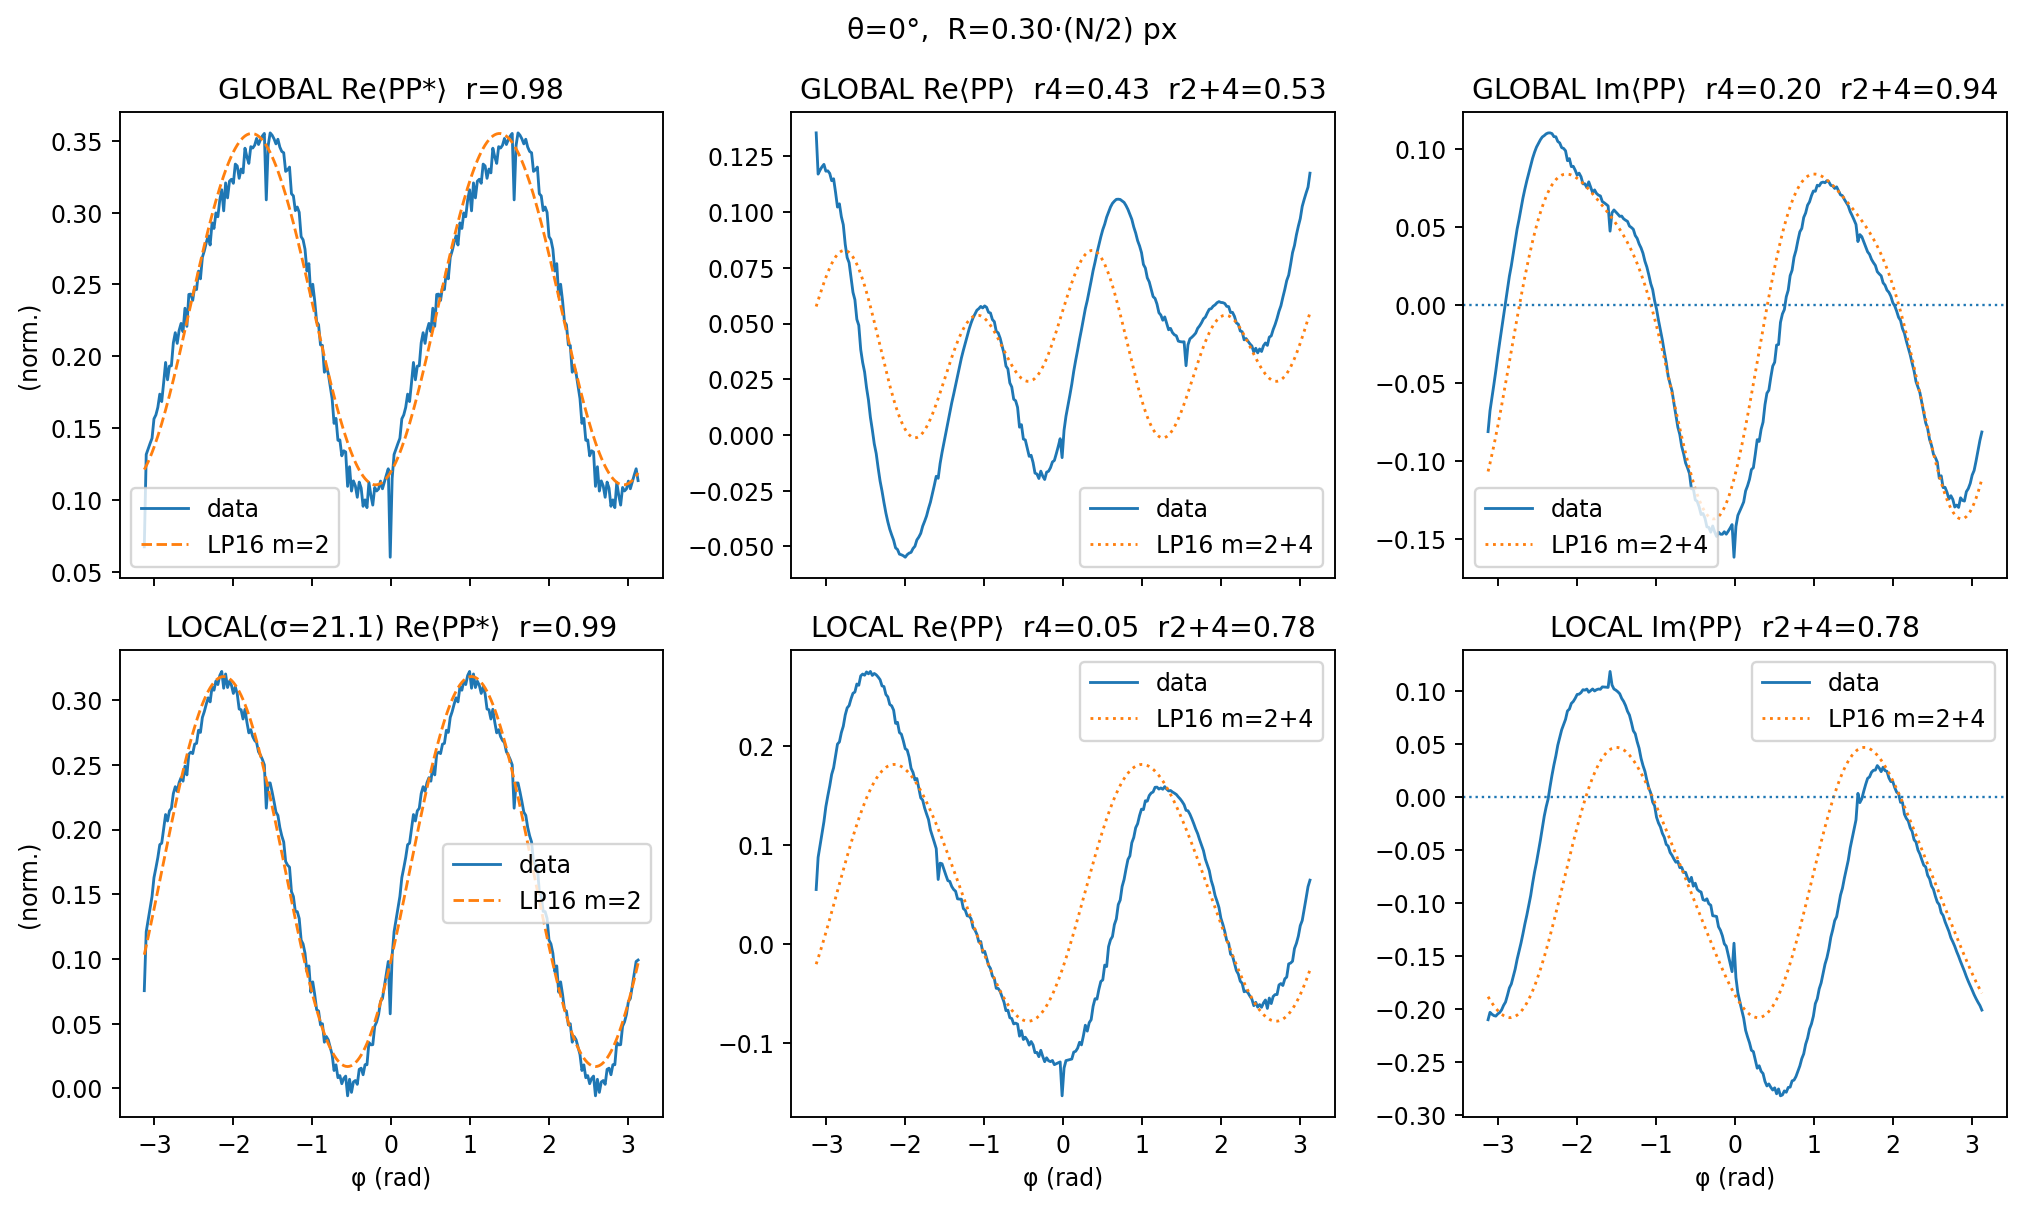 θ=0°,  R=0.30·(N/2) px
GLOBAL Re⟨PP*⟩  r=0.98
GLOBAL Re⟨PP⟩  r4=0.43  r2+4=0.53
GLOBAL Im⟨PP⟩  r4=0.20  r2+4=0.94
(norm.)
0.35
0.30
0.25
0.20
0.15
0.10
0.05
data
LP16 m=2
0.125
0.100
0.075
0.050
0.025
0.000
−0.025
−0.050
data
LP16 m=2+4
0.10
0.05
0.00
−0.05
−0.10
−0.15
data
LP16 m=2+4
LOCAL(σ=21.1) Re⟨PP*⟩  r=0.99
LOCAL Re⟨PP⟩  r4=0.05  r2+4=0.78
LOCAL Im⟨PP⟩  r2+4=0.78
(norm.)
0.30
0.25
0.20
0.15
0.10
0.05
0.00
data
LP16 m=2
−3 −2 −1 0 1 2 3
φ (rad)
0.2
0.1
0.0
−0.1
data
LP16 m=2+4
−3 −2 −1 0 1 2 3
φ (rad)
0.10
0.05
0.00
−0.05
−0.10
−0.15
−0.20
−0.25
−0.30
data
LP16 m=2+4
−3 −2 −1 0 1 2 3
φ (rad)